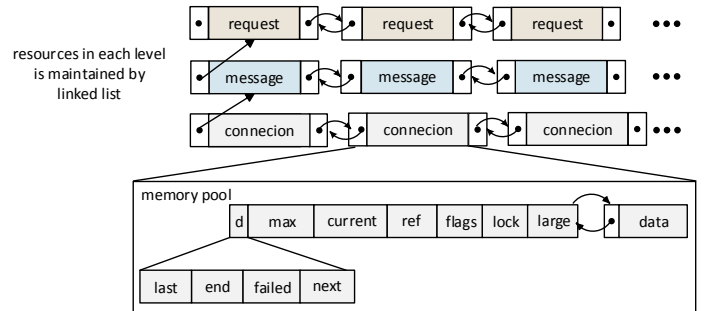 request request request
resources in each level
is maintained by
linked list
message message message
connecion connecion connecion
memory pool
d max current ref flags lock large data
last end failed next